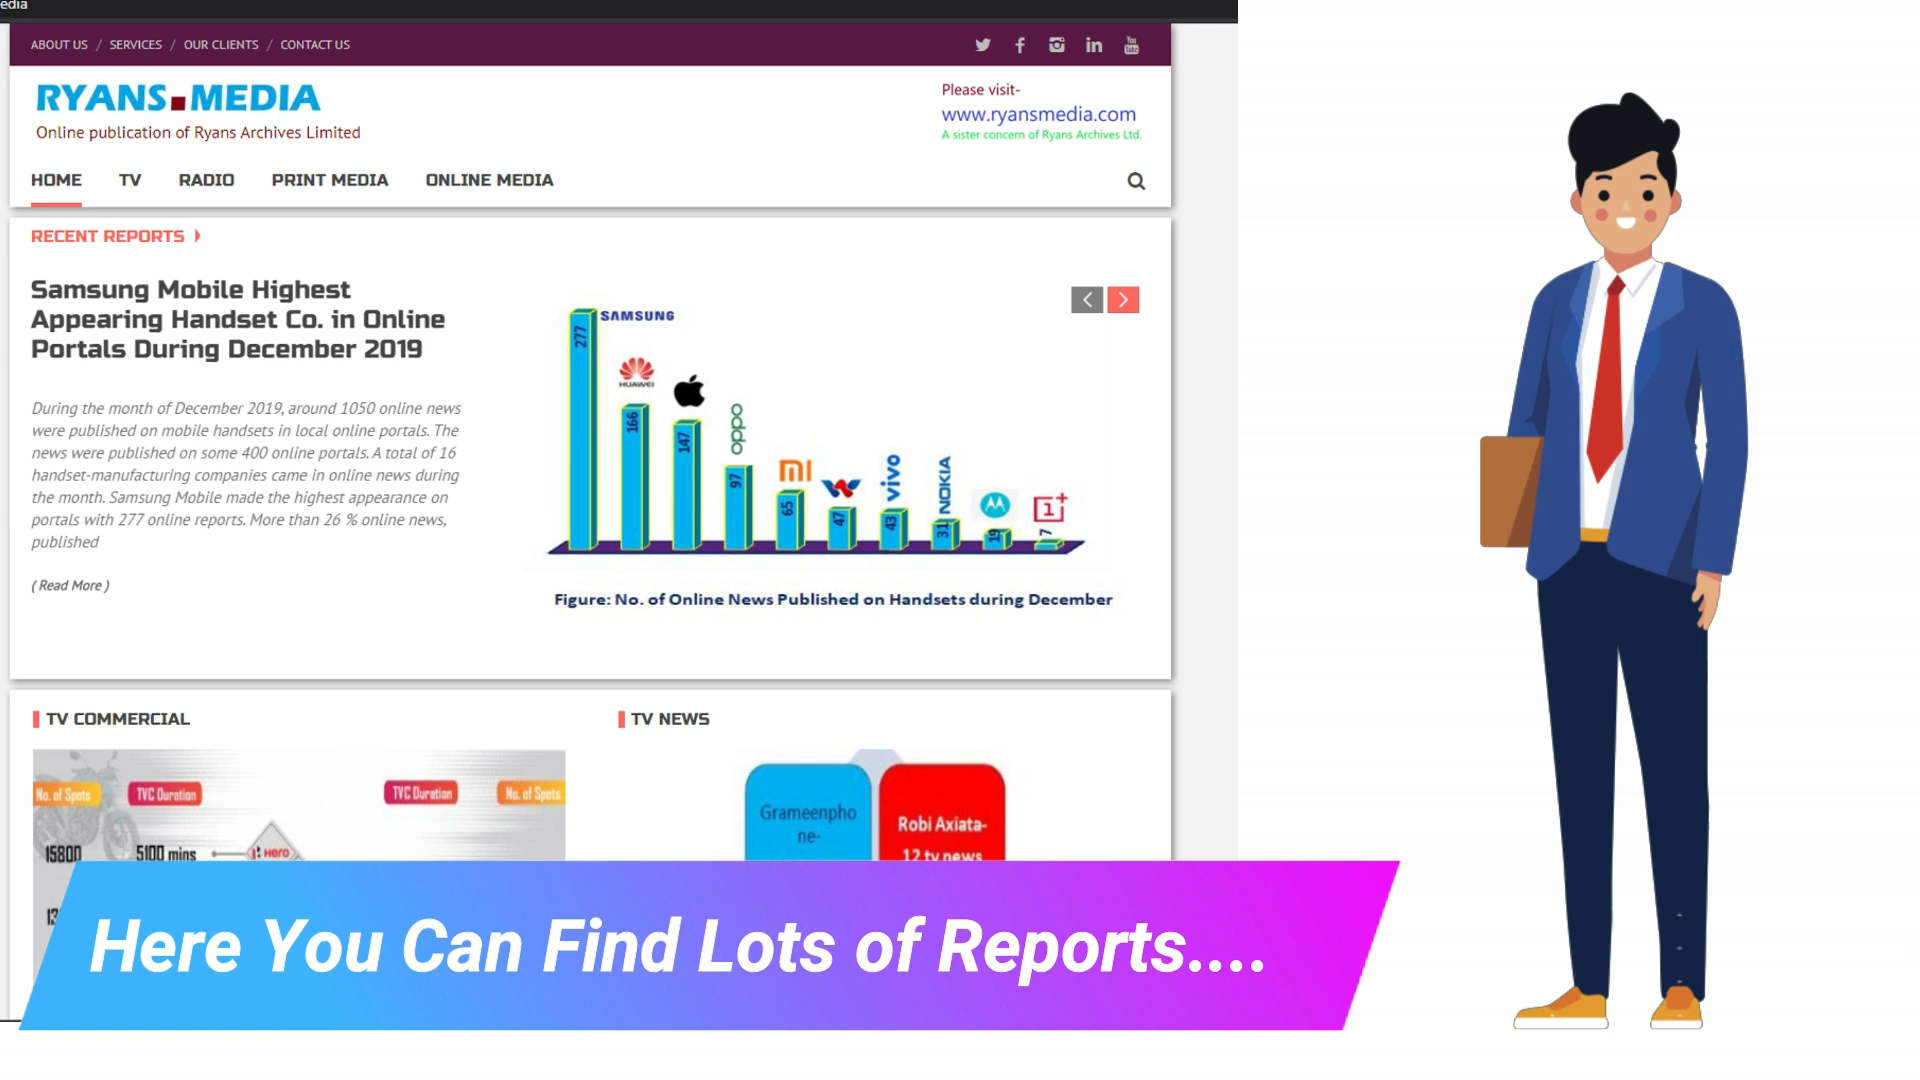 edia
ABOUT US / SERVICES / OUR CLIENTS / CONTACT US
You
Tube
RYANS.MEDIA
Online publication of Ryans Archives Limited
Please visit-
www.ryansmedia.com
A sister concern of Ryans Archives Ltd.
HOME TV RADIO PRINT MEDIA ONLINE MEDIA
RECENT REPORTS
Samsung Mobile Highest
Appearing Handset Co. in Online
Portals During December 2019
During the month of December 2019, around 1050 online news
were published on mobile handsets in local online portals. The
news were published on some 400 online portals. A total of 16
handset-manufacturing companies came in online news during
the month. Samsung Mobile made the highest appearance on
portals with 277 online reports. More than 26 % online news,
published
( Read More )
277 SAMSUNG
HUAWEI
166
147
oppo
97
mi
65
47
vivo
43
NOKIA
31
19
1+
7
Figure: No. of Online News Published on Handsets during December
TV COMMERCIAL
No. of Spots TVC Duration TVC Duration No. of Spots
15800 5100 mins Hero
TV NEWS
Grameenpho
ne-
Robi Axiata-
12 tv news
Here You Can Find Lots of Reports....